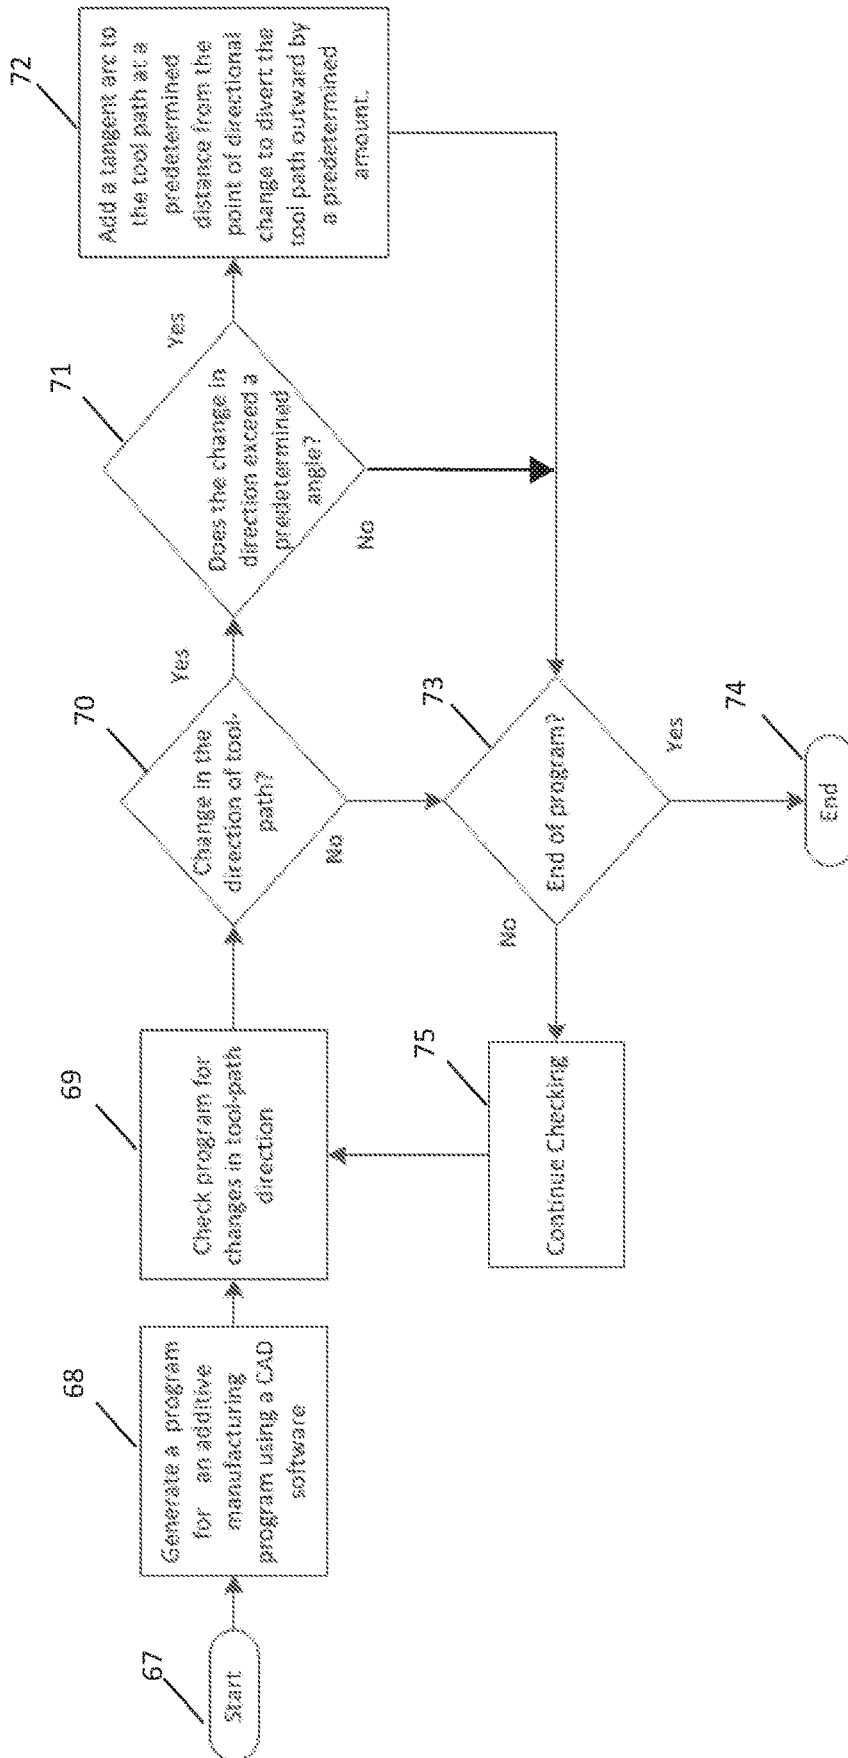 67
Start
68
Generate a program
for an additive
manufacturing
program using a CAD
software
69
Check program for
changes in tool-path
direction
70
Change in the
direction of tool-
path?
Yes
No
71
Does the change in
direction exceed a
predetermined
angle?
Yes
No
72
Add a tangent arc to
the tool path at a
predetermined
distance from the
point of directional
change to divert the
tool path outward by
a predetermined
amount.
73
End of program?
No
Yes
74
End
75
Continue Checking